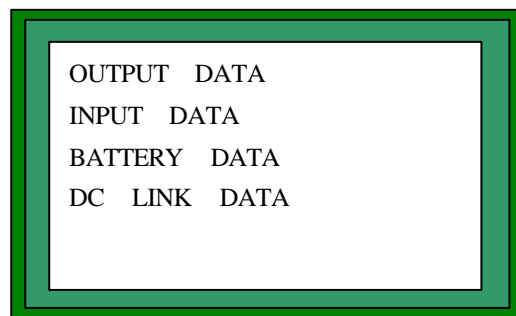 OUTPUT DATA
INPUT DATA
BATTERY DATA
DC LINK DATA